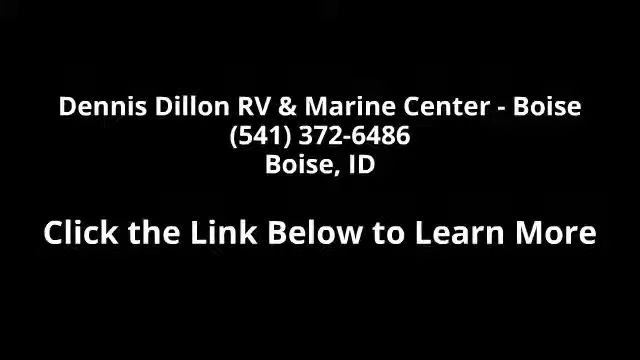 Dennis Dillon RV & Marine Center - Boise
(541) 372-6486
Boise, ID
Click the Link Below to Learn More